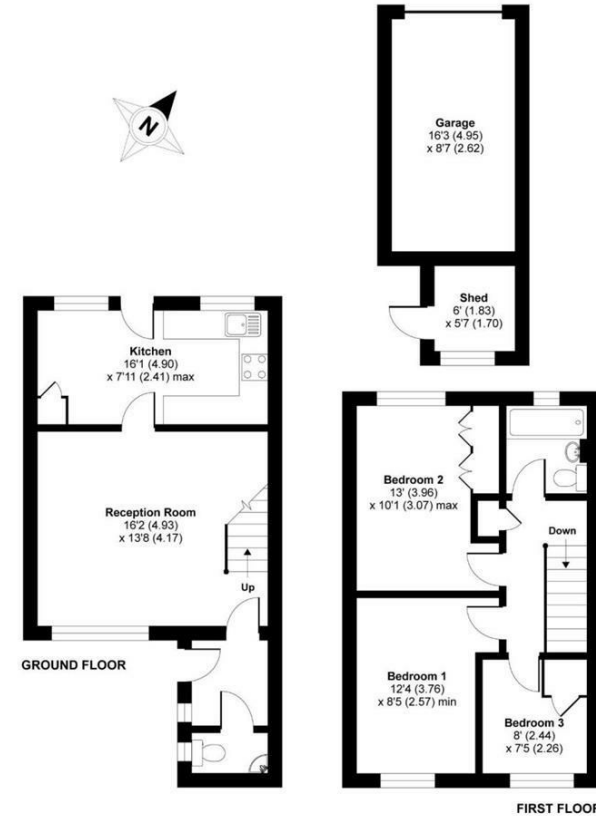 Garage
16'3 (4.95)
x 8'7 (2.62)
N
Shed
6' (1.83)
x 5'7 (1.70)
Kitchen
16'1 (4.90)
x 7'11 (2.41) max
Reception Room
16'2 (4.93)
x 13'8 (4.17)
Up
GROUND FLOOR
Bedroom 2
13' (3.96)
x 10'1 (3.07) max
Down
Bedroom 1
12'4 (3.76)
x 8'5 (2.57) min
Bedroom 3
8' (2.44)
x 7'5 (2.26)
FIRST FLOOR